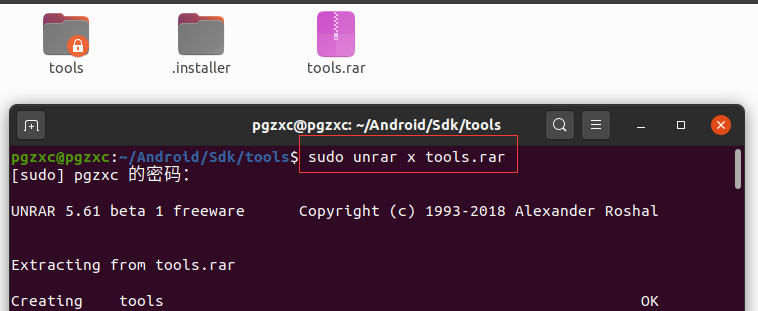 tools
.installer
tools.rar
pgzxc@pgzxc: ~/Android/Sdk/tools
pgzxc@pgzxc:~/Android/Sdk/tools$ sudo unrar x tools.rar
[sudo] pgzxc 的密码：
UNRAR 5.61 beta 1 freeware      Copyright (c) 1993-2018 Alexander Roshal
Extracting from tools.rar
Creating    tools                                                     OK